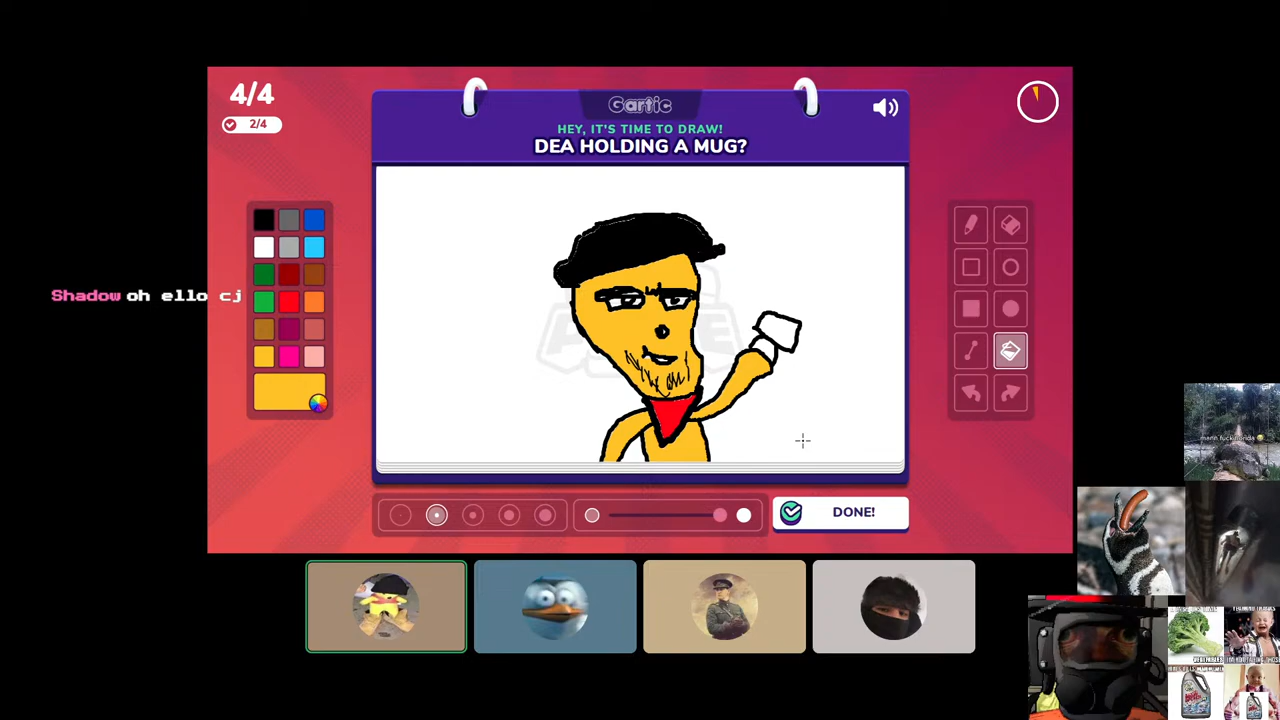 4/4
2/4
Gartic
HEY, IT'S TIME TO DRAW!
DEA HOLDING A MUG?
Shadow oh ello cj
DONE!